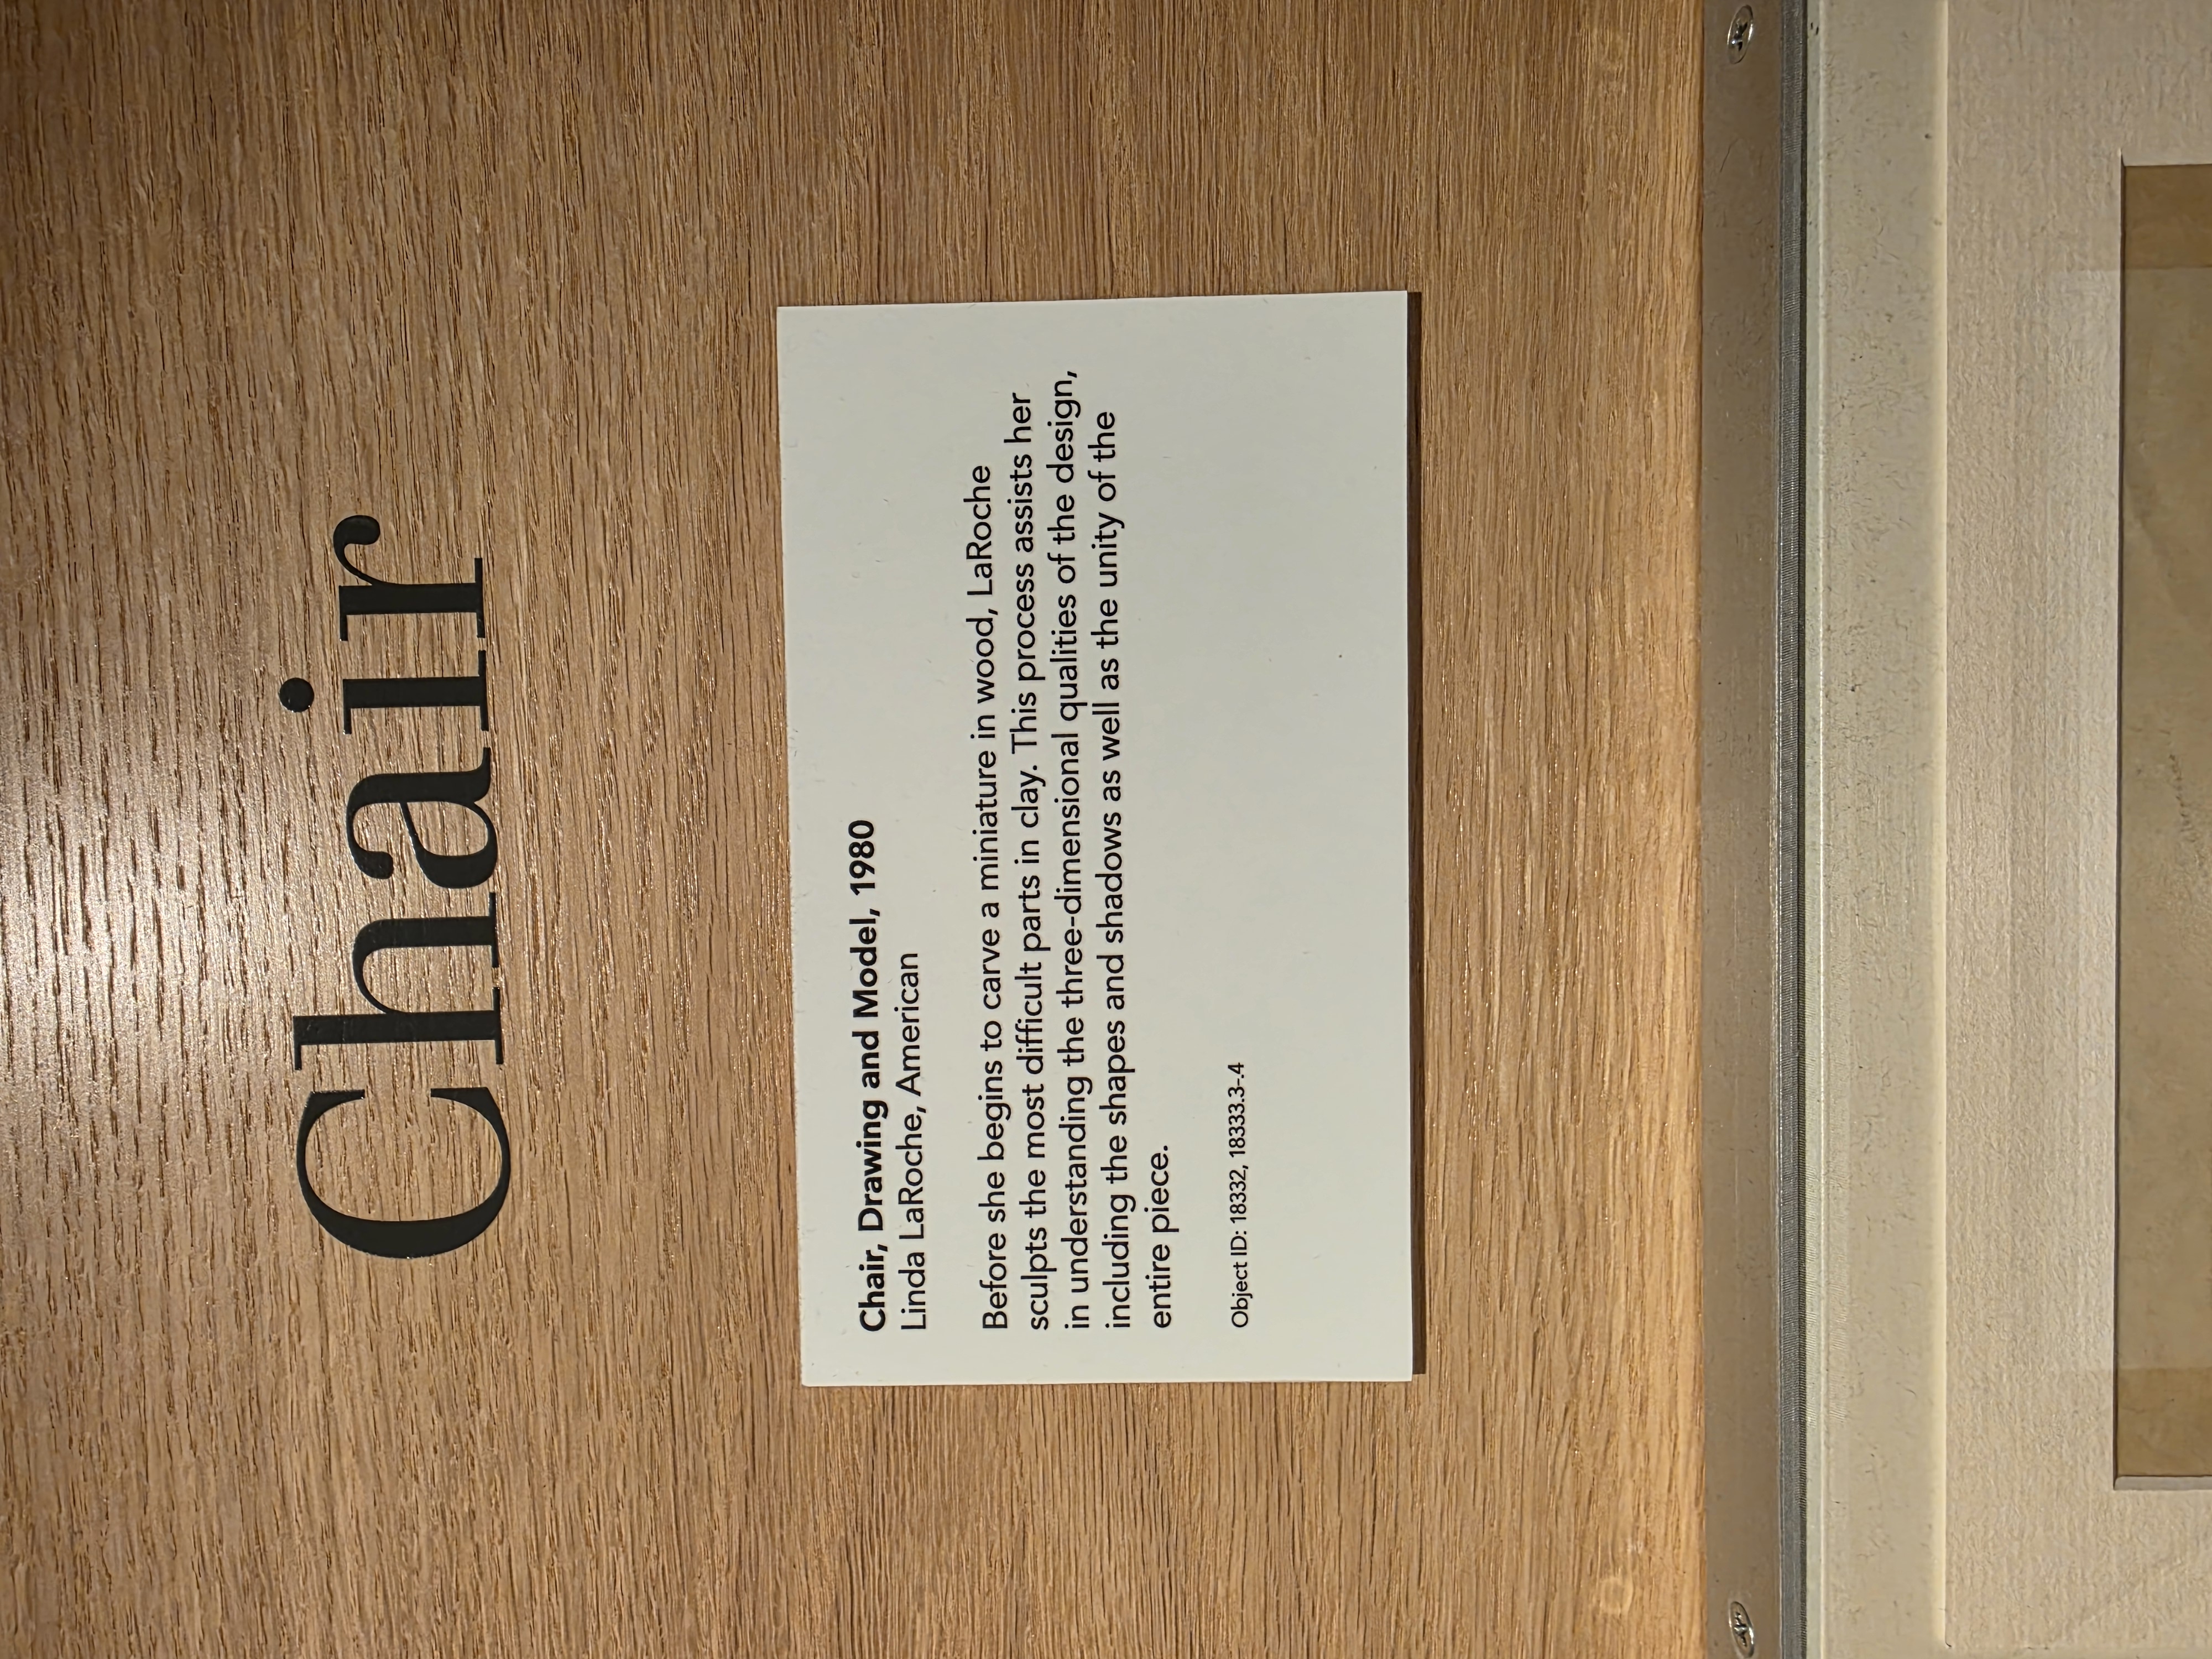 Chair
Chair, Drawing and Model, 1980
Linda LaRoche, American
Before she begins to carve a miniature in wood, LaRoche
sculpts the most difficult parts in clay. This process assists her
in understanding the three-dimensional qualities of the design,
including the shapes and shadows as well as the unity of the
entire piece.
Object ID: 18332, 18333.3-.4